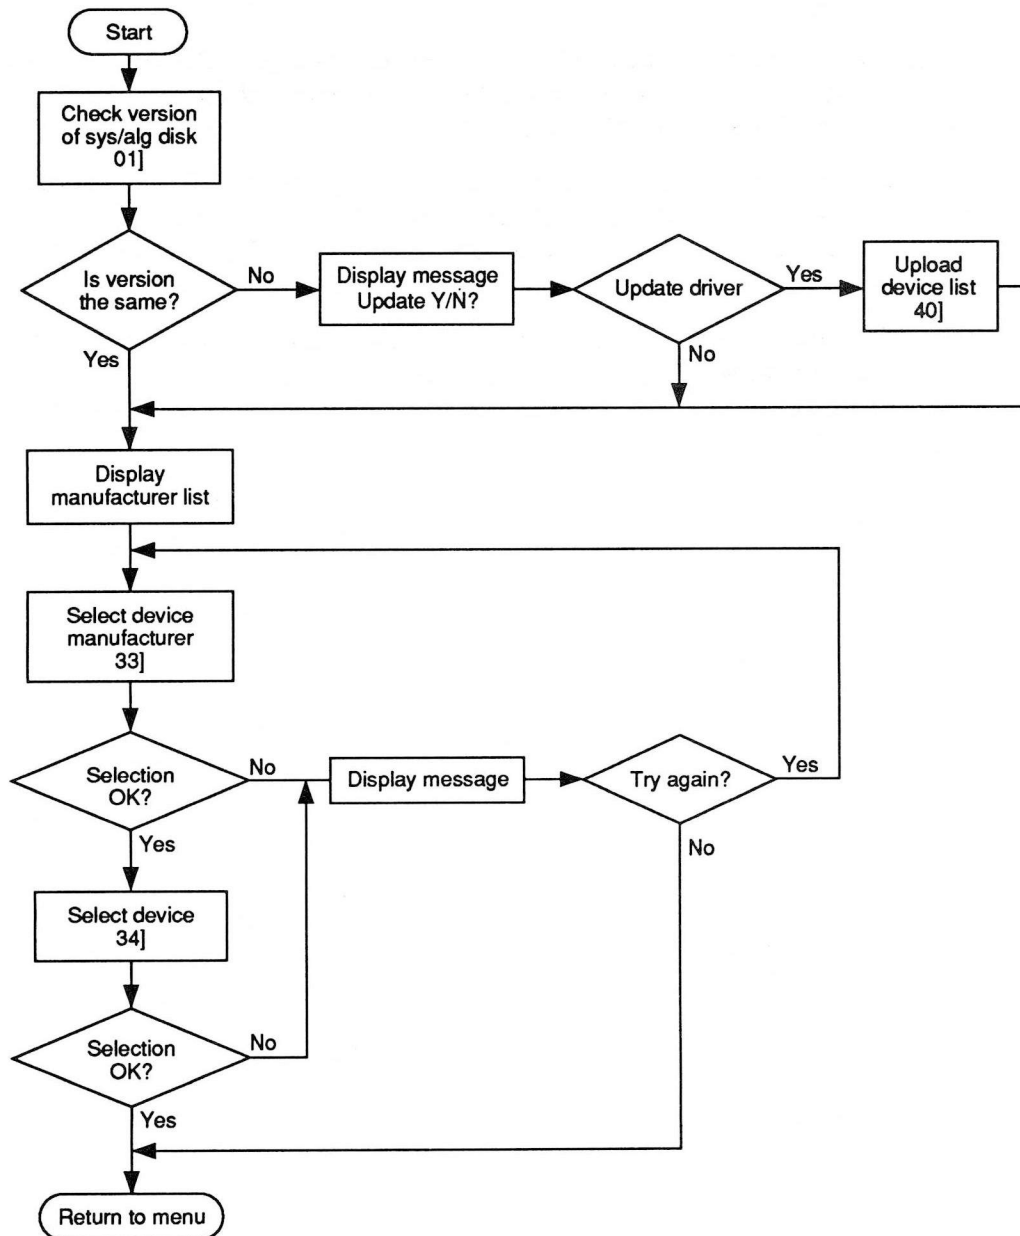 Start
Check version
of sys/alg disk
01]
Is version
the same?
No
Yes
Display message
Update Y/N?
Update driver
Yes
No
Upload
device list
40]
Display
manufacturer list
Select device
manufacturer
33]
Selection
OK?
No
Yes
Display message
Try again?
Yes
No
Select device
34]
Selection
OK?
No
Yes
Return to menu